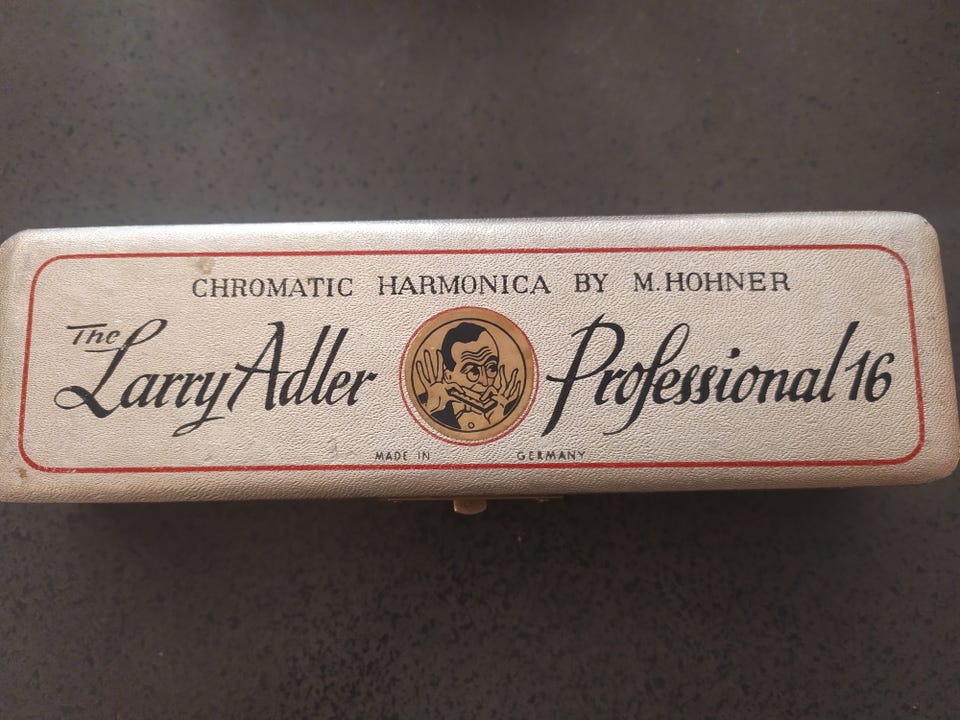 CHROMATIC HARMONICA BY M.HOHNER
The Larry Adler Professional 16
MADE IN GERMANY